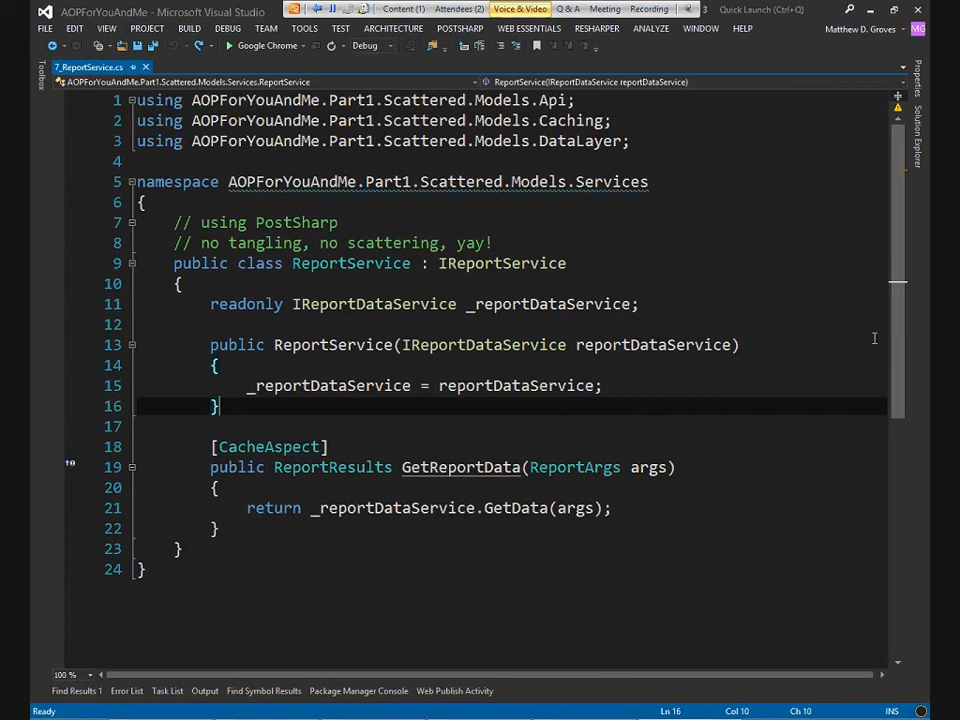 AOPForYouAndMe - Microsoft Visual Studio
Content (1) Attendees (2) Voice & Video Q & A Meeting Recording
3 Quick Launch (Ctrl+Q)
FILE EDIT VIEW PROJECT BUILD DEBUG TEAM TOOLS TEST ARCHITECTURE POSTSHARP WEB ESSENTIALS RESHARPER ANALYZE WINDOW HELP
Matthew D. Groves MG
Google Chrome Debug
7_ReportService.cs
AOPForYouAndMe.Part1.Scattered.Models.Services.ReportService ReportService(IReportDataService reportDataService)
Toolbox
Properties
Solution Explorer
1 using AOPForYouAndMe.Part1.Scattered.Models.Api;
2 using AOPForYouAndMe.Part1.Scattered.Models.Caching;
3 using AOPForYouAndMe.Part1.Scattered.Models.DataLayer;
4
5 namespace AOPForYouAndMe.Part1.Scattered.Models.Services
6 {
7 // using PostSharp
8 // no tangling, no scattering, yay!
9 public class ReportService : IReportService
10 {
11 readonly IReportDataService _reportDataService;
12
13 public ReportService(IReportDataService reportDataService)
14 {
15 _reportDataService = reportDataService;
16 }
17
18 [CacheAspect]
19 public ReportResults GetReportData(ReportArgs args)
20 {
21 return _reportDataService.GetData(args);
22 }
23 }
24 }
100 %
Find Results 1 Error List Task List Output Find Symbol Results Package Manager Console Web Publish Activity
Ready Ln 16 Col 10 Ch 10 INS